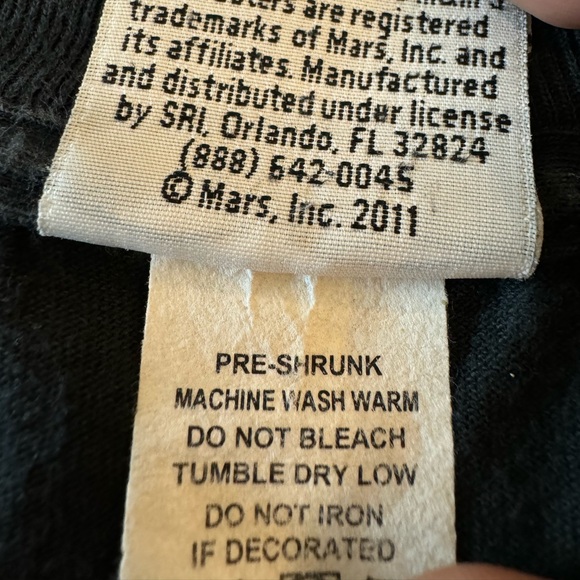 are registered
trademarks of Mars, Inc. and
its affiliates. Manufactured
and distributed under license
by SRI, Orlando, FL 32824
(888) 642-0045
© Mars, Inc. 2011
PRE-SHRUNK
MACHINE WASH WARM
DO NOT BLEACH
TUMBLE DRY LOW
DO NOT IRON
IF DECORATED